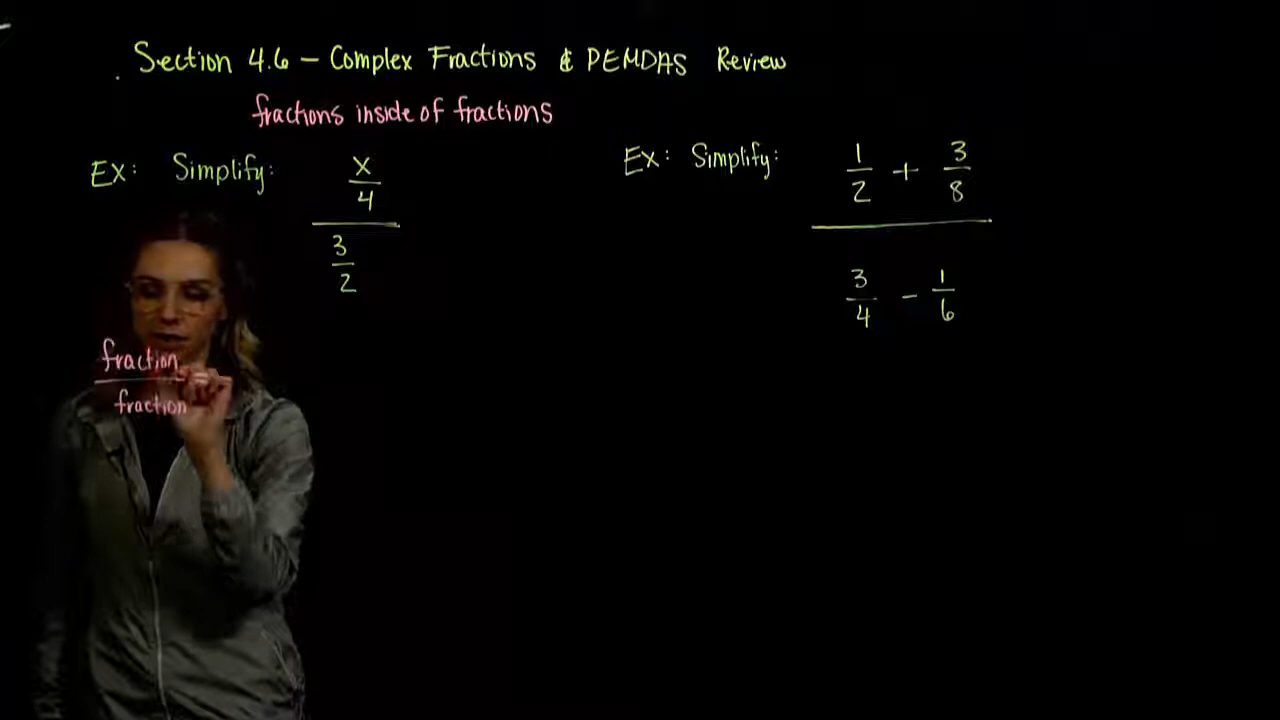 Section 4.6 – Complex Fractions & PEMDAS Review
fractions inside of fractions
Ex: Simplify:
x
4
3
2
fraction
fraction
Ex: Simplify:
1 3
2 + 8
3 1
4 - 6